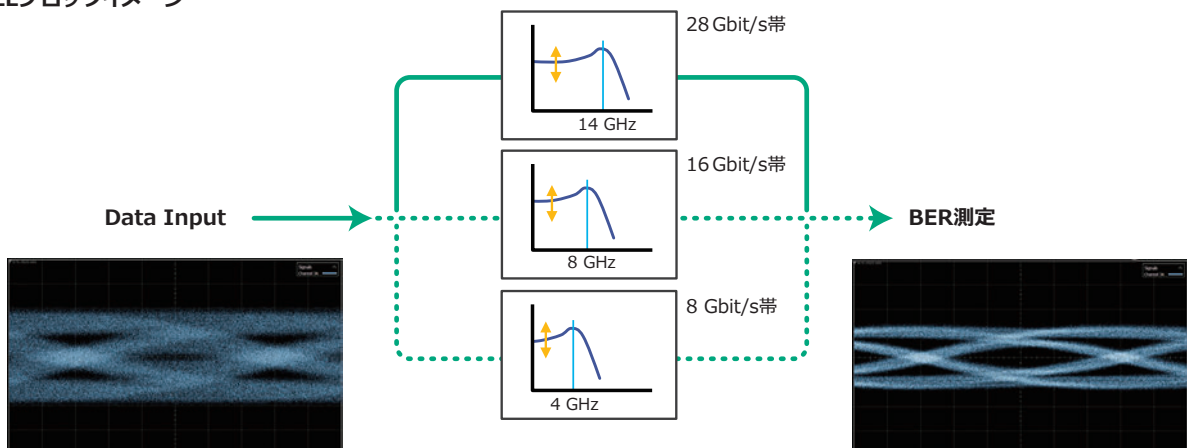 28 Gbit/s帯
14 GHz
16 Gbit/s帯
Data Input
BER測定
8 GHz
8 Gbit/s帯
4 GHz